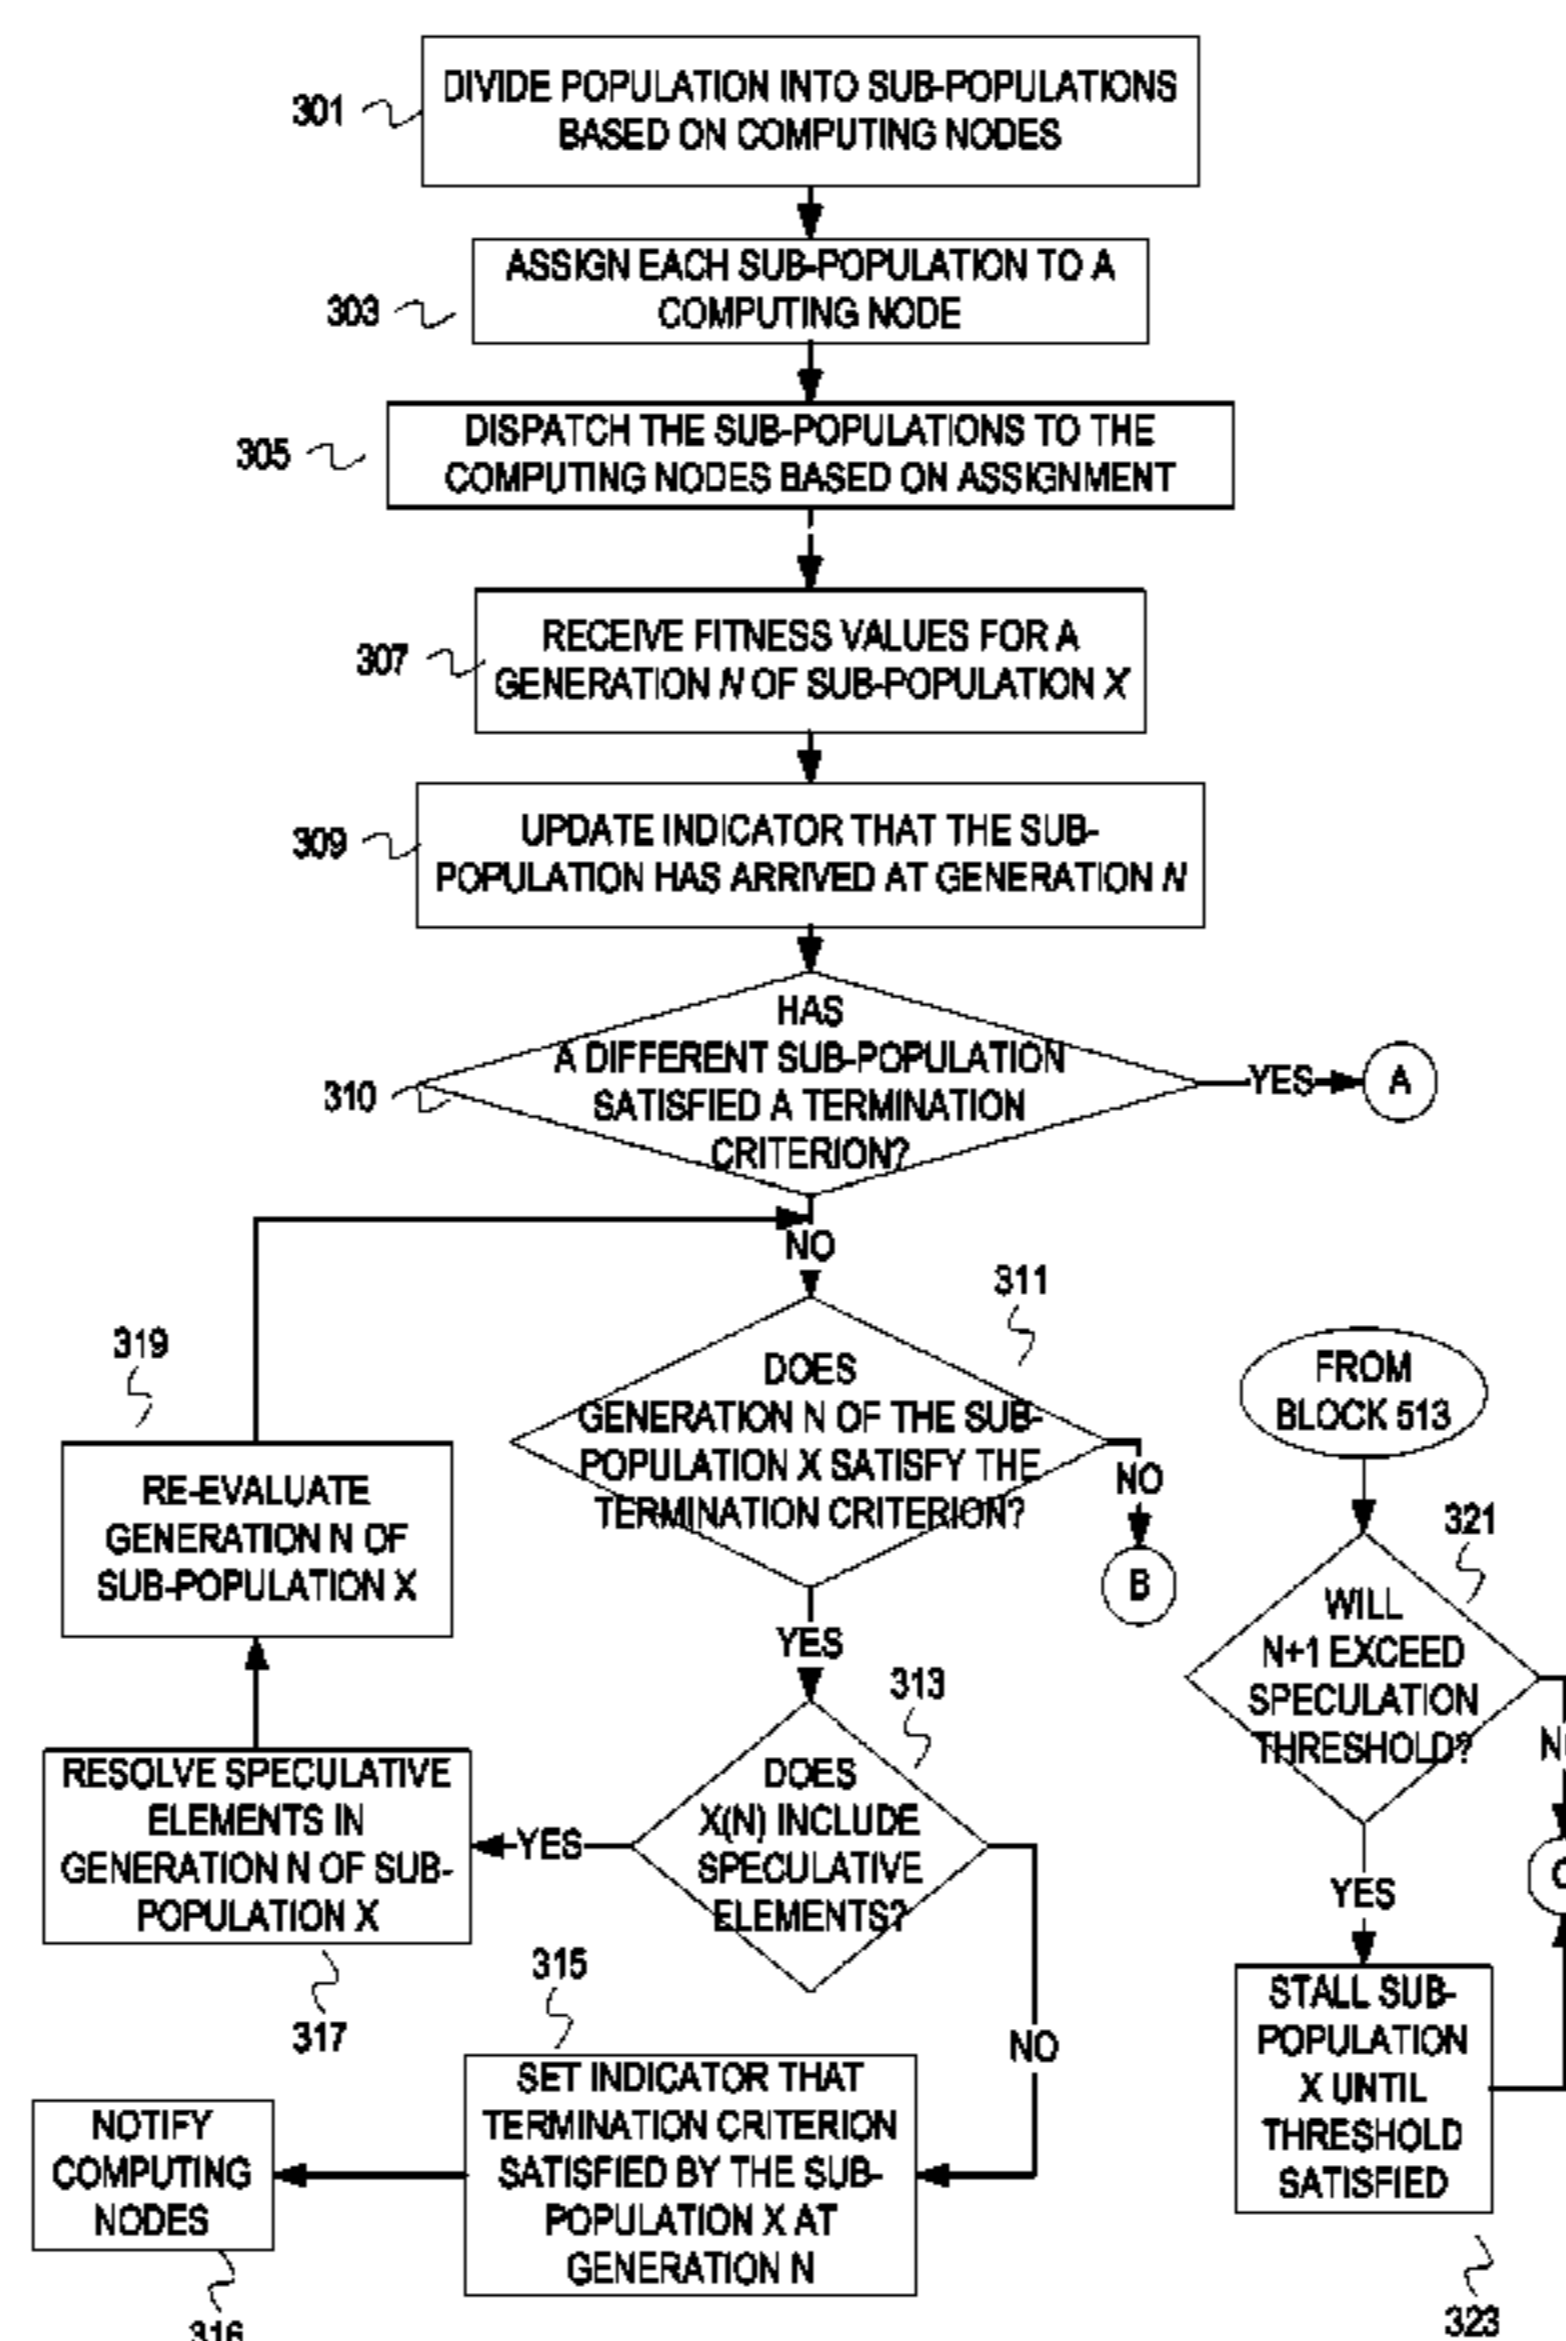 DIVIDE POPULATION INTO SUB-POPULATIONS
BASED ON COMPUTING NODES
301
ASSIGN EACH SUB-POPULATION TO A
COMPUTING NODE
303
DISPATCH THE SUB-POPULATIONS TO THE
COMPUTING NODES BASED ON ASSIGNMENT
305
RECEIVE FITNESS VALUES FOR A
GENERATION N OF SUB-POPULATION X
307
UPDATE INDICATOR THAT THE SUB-
POPULATION HAS ARRIVED AT GENERATION N
309
HAS
A DIFFERENT SUB-POPULATION
SATISFIED A TERMINATION
CRITERION?
310
YES
A
NO
311
DOES
GENERATION N OF THE SUB-
POPULATION X SATISFY THE
TERMINATION CRITERION?
NO
B
YES
319
RE-EVALUATE
GENERATION N OF
SUB-POPULATION X
313
DOES
X(N) INCLUDE
SPECULATIVE
ELEMENTS?
YES
RESOLVE SPECULATIVE
ELEMENTS IN
GENERATION N OF SUB-
POPULATION X
317
NO
315
SET INDICATOR THAT
TERMINATION CRITERION
SATISFIED BY THE SUB-
POPULATION X AT
GENERATION N
NOTIFY
COMPUTING
NODES
316
FROM
BLOCK 513
321
WILL
N+1 EXCEED
SPECULATION
THRESHOLD?
YES
STALL SUB-
POPULATION
X UNTIL
THRESHOLD
SATISFIED
323